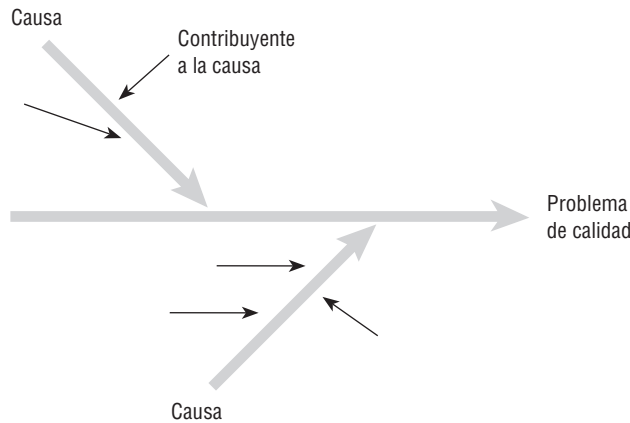 Causa
Contribuyente
a la causa
Problema
de calidad
Causa